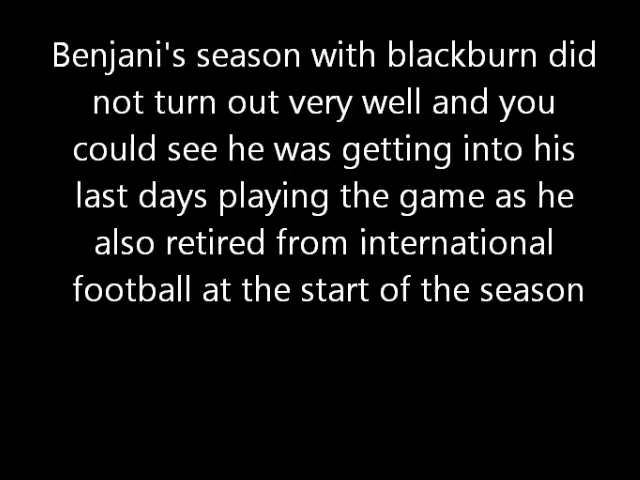 Benjani's season with blackburn did
not turn out very well and you
could see he was getting into his
last days playing the game as he
also retired from international
football at the start of the season